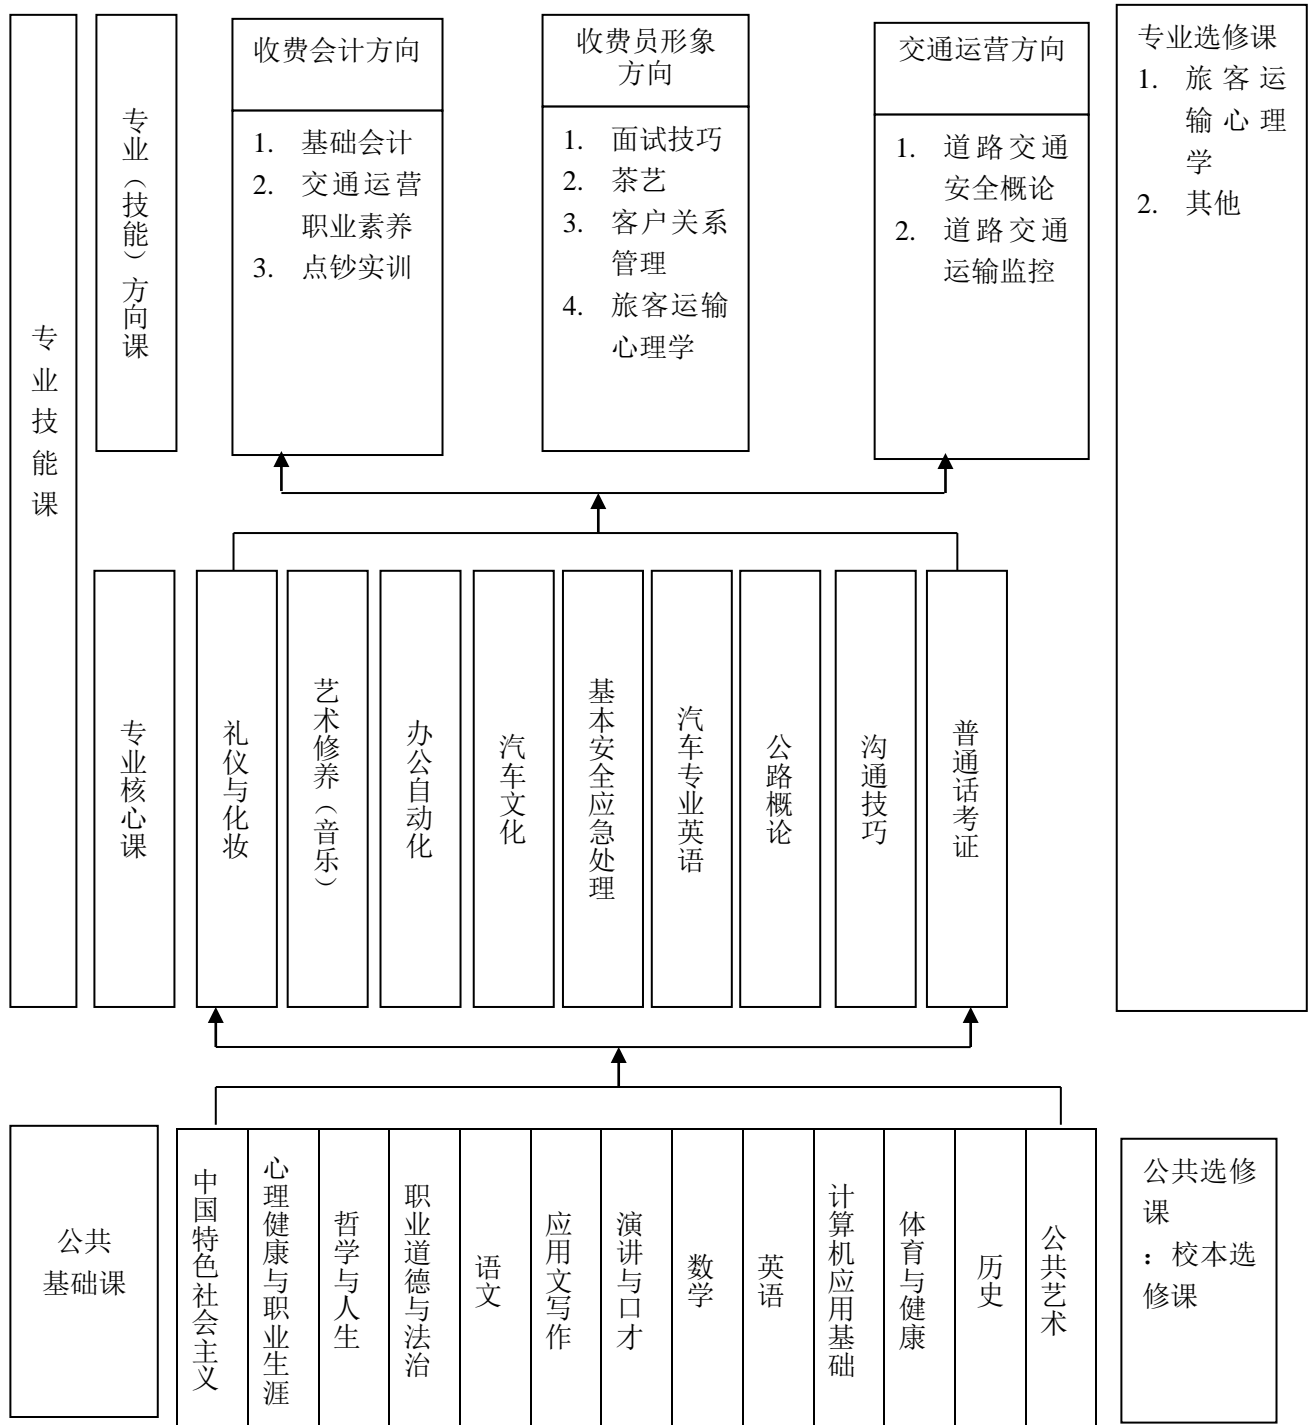 专业技能课
专业（技能）方向课
收费会计方向
1. 基础会计
2. 交通运营
职业素养
3. 点钞实训
收费员形象
方向
1. 面试技巧
2. 茶艺
3. 客户关系
管理
4. 旅客运输
心理学
交通运营方向
1. 道路交通
安全概论
2. 道路交通
运输监控
专业选修课
1. 旅客运
输心理
学
2. 其他
专业核心课
礼仪与化妆
艺术修养（音乐）
办公自动化
汽车文化
基本安全应急处理
汽车专业英语
公路概论
沟通技巧
普通话考证
公共
基础课
中国特色社会主义
心理健康与职业生涯
哲学与人生
职业道德与法治
语文
应用文写作
演讲与口才
数学
英语
计算机应用基础
体育与健康
历史
公共艺术
公共选修
课
：校本选
修课